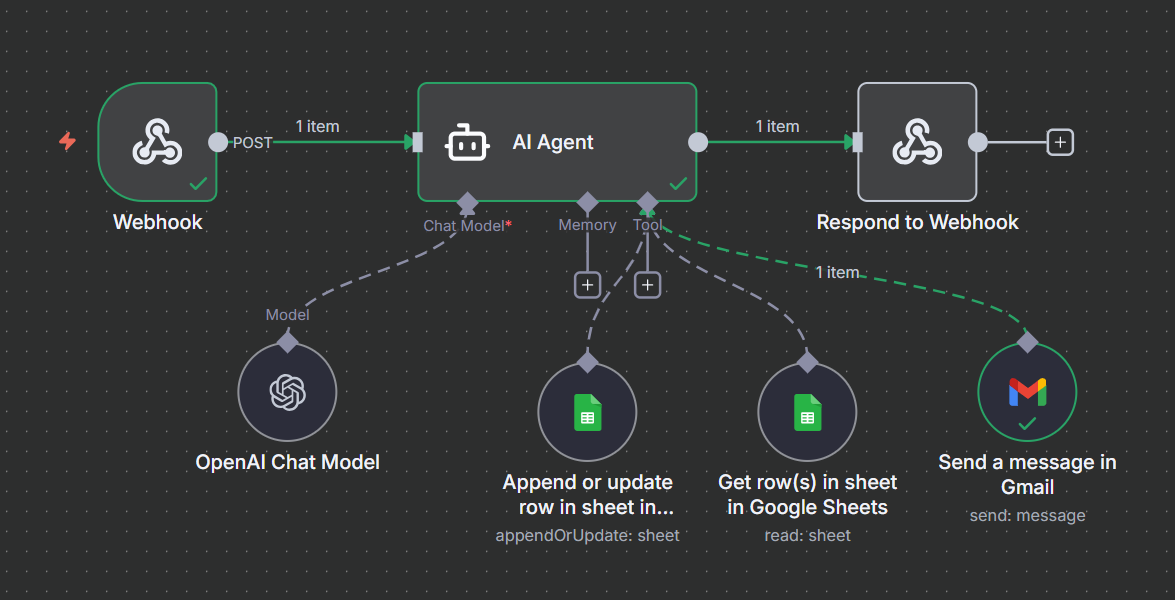 1 item
1 item
POST
AI Agent
Webhook
Respond to Webhook
Chat Model*
Memory
Tool
1 item
Model
OpenAI Chat Model
Append or update
row in sheet in...
appendOrUpdate: sheet
Get row(s) in sheet
in Google Sheets
read: sheet
Send a message in
Gmail
send: message